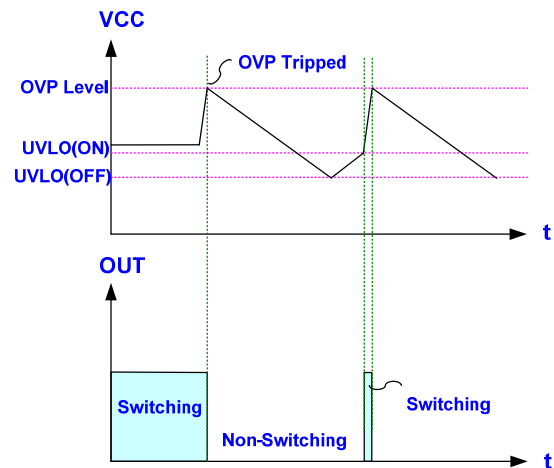 VCC
OVP Tripped
OVP Level
UVLO(ON)
UVLO(OFF)
t
OUT
Switching
Switching
Non-Switching
t